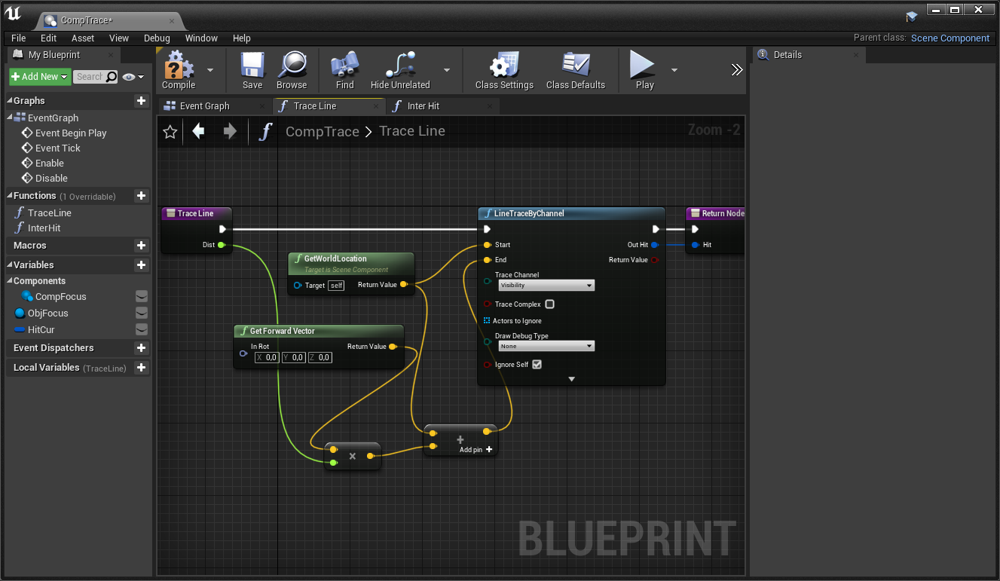 CompTrace*
File Edit Asset View Debug Window Help
Parent class: Scene Component
My Blueprint
Add New
Search
Graphs
EventGraph
Event Begin Play
Event Tick
Enable
Disable
Functions (1 Overridable)
TraceLine
InterHit
Macros
Variables
Components
CompFocus
ObjFocus
HitCur
Event Dispatchers
Local Variables (TraceLine)
Compile
Save
Browse
Find
Hide Unrelated
Class Settings
Class Defaults
Play
Event Graph
Trace Line
Inter Hit
CompTrace > Trace Line
Zoom -2
Trace Line
Dist
GetWorldLocation
Target is Scene Component
Target self
Return Value
Get Forward Vector
In Rot
X 0,0 Y 0,0 Z 0,0
Return Value
×
+
Add pin +
LineTraceByChannel
Start
Out Hit
End
Return Value
Trace Channel
Visibility
Trace Complex
Actors to Ignore
Draw Debug Type
None
Ignore Self
Return Node
Hit
BLUEPRINT
Details